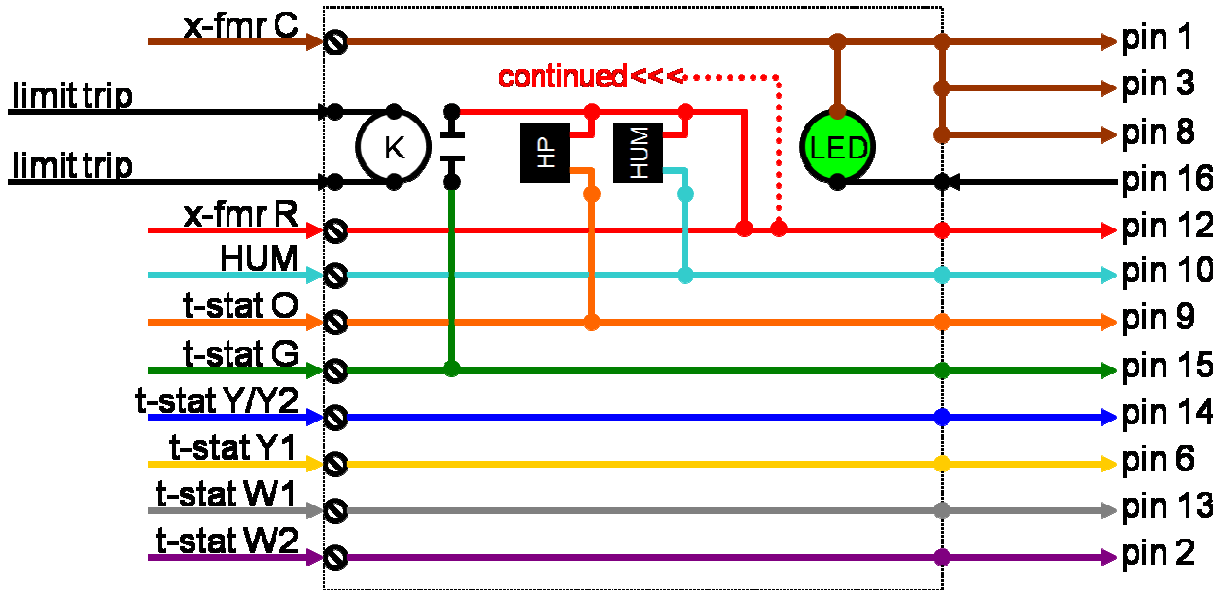 x-fmr C
pin 1
continued<<<
pin 3
limit trip
pin 8
K
HP
HUM
LED
limit trip
pin 16
x-fmr R
pin 12
HUM
pin 10
t-stat O
pin 9
t-stat G
pin 15
t-stat Y/Y2
pin 14
t-stat Y1
pin 6
t-stat W1
pin 13
t-stat W2
pin 2